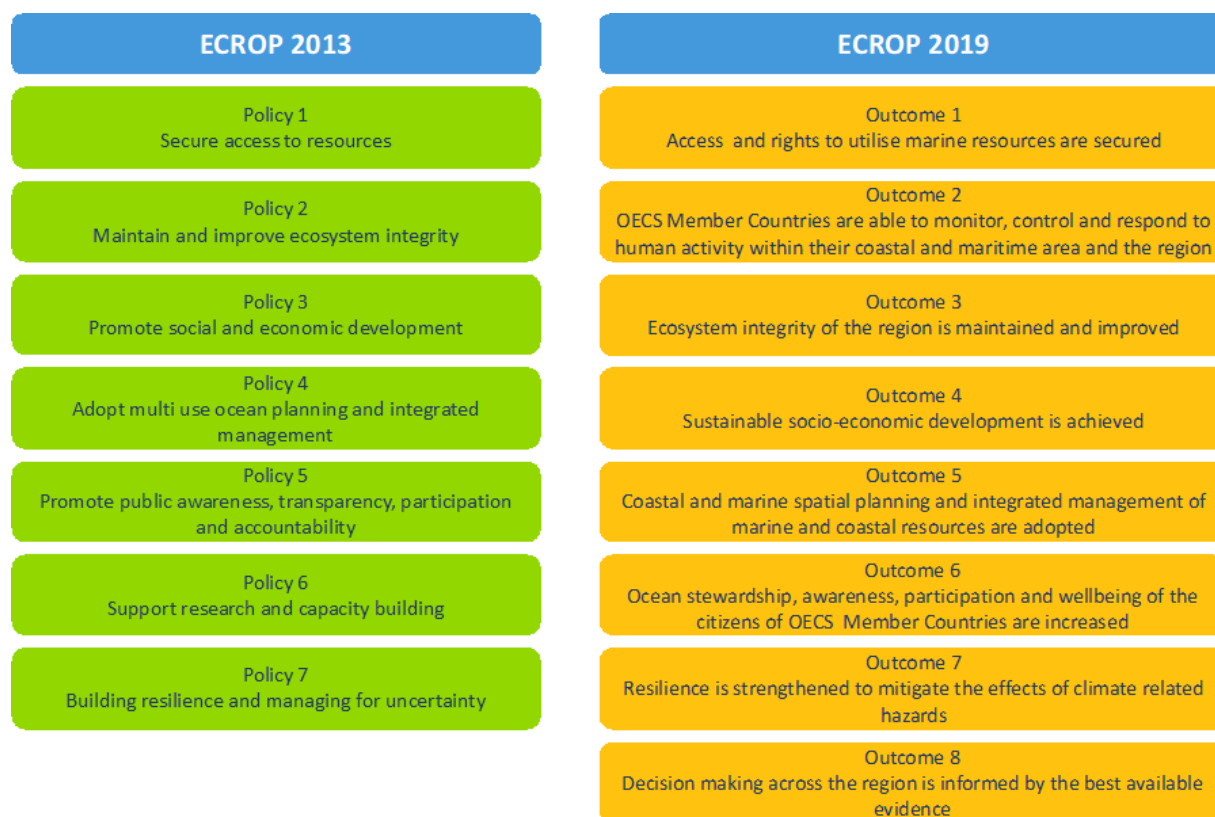 ECROP 2013
Policy 1
Secure access to resources
Policy 2
Maintain and improve ecosystem integrity
Policy 3
Promote social and economic development
Policy 4
Adopt multi use ocean planning and integrated
management
Policy 5
Promote public awareness, transparency, participation
and accountability
Policy 6
Support research and capacity building
Policy 7
Building resilience and managing for uncertainty
ECROP 2019
Outcome 1
Access and rights to utilise marine resources are secured
Outcome 2
OECS Member Countries are able to monitor, control and respond to
human activity within their coastal and maritime area and the region
Outcome 3
Ecosystem integrity of the region is maintained and improved
Outcome 4
Sustainable socio-economic development is achieved
Outcome 5
Coastal and marine spatial planning and integrated management of
marine and coastal resources are adopted
Outcome 6
Ocean stewardship, awareness, participation and wellbeing of the
citizens of OECS Member Countries are increased
Outcome 7
Resilience is strengthened to mitigate the effects of climate related
hazards
Outcome 8
Decision making across the region is informed by the best available
evidence